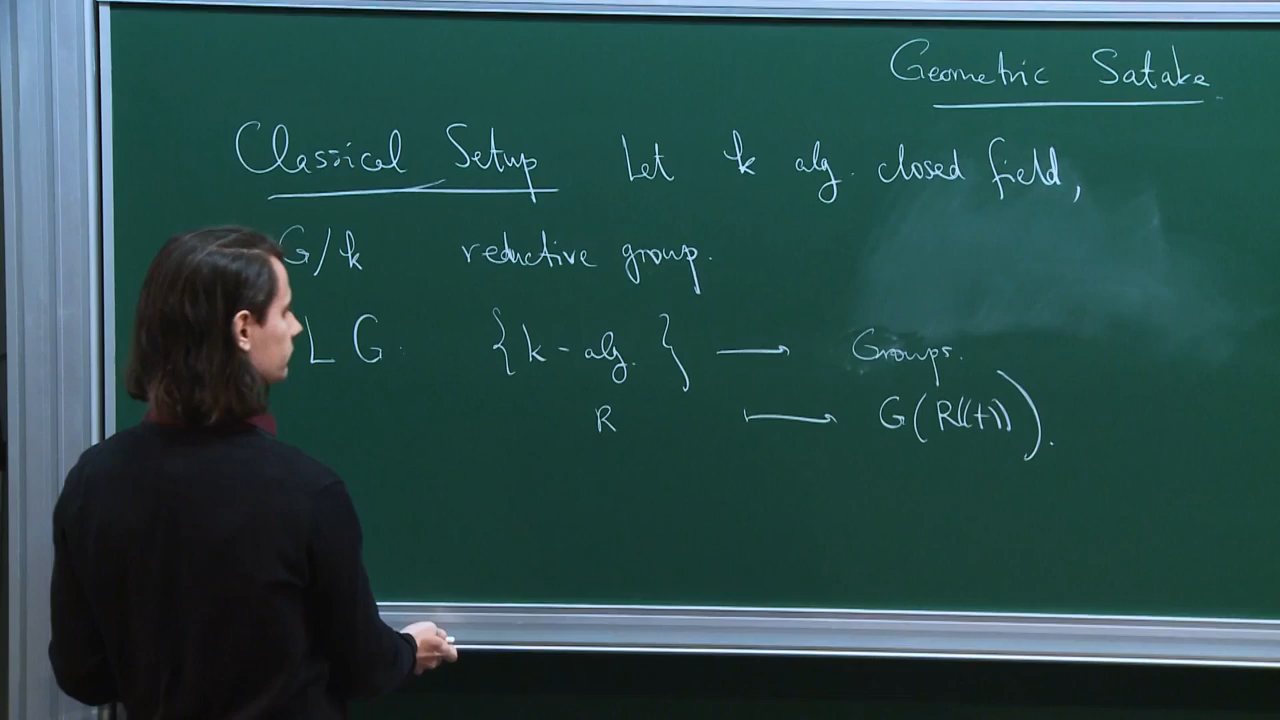 Geometric Satake
Classical Setup Let k alg. closed field,
G/k reductive group.
LG. {k-alg.} ⟶ Groups.
R ⟼ G(R((t))).